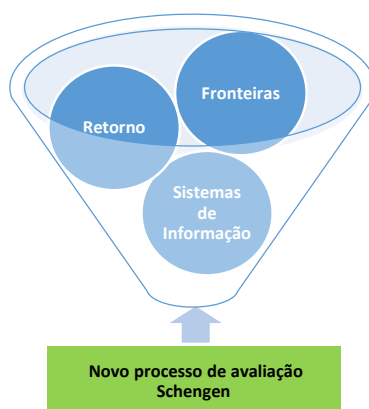 Fronteiras
Retorno
Sistemas
de
Informação
Novo processo de avaliação
Schengen